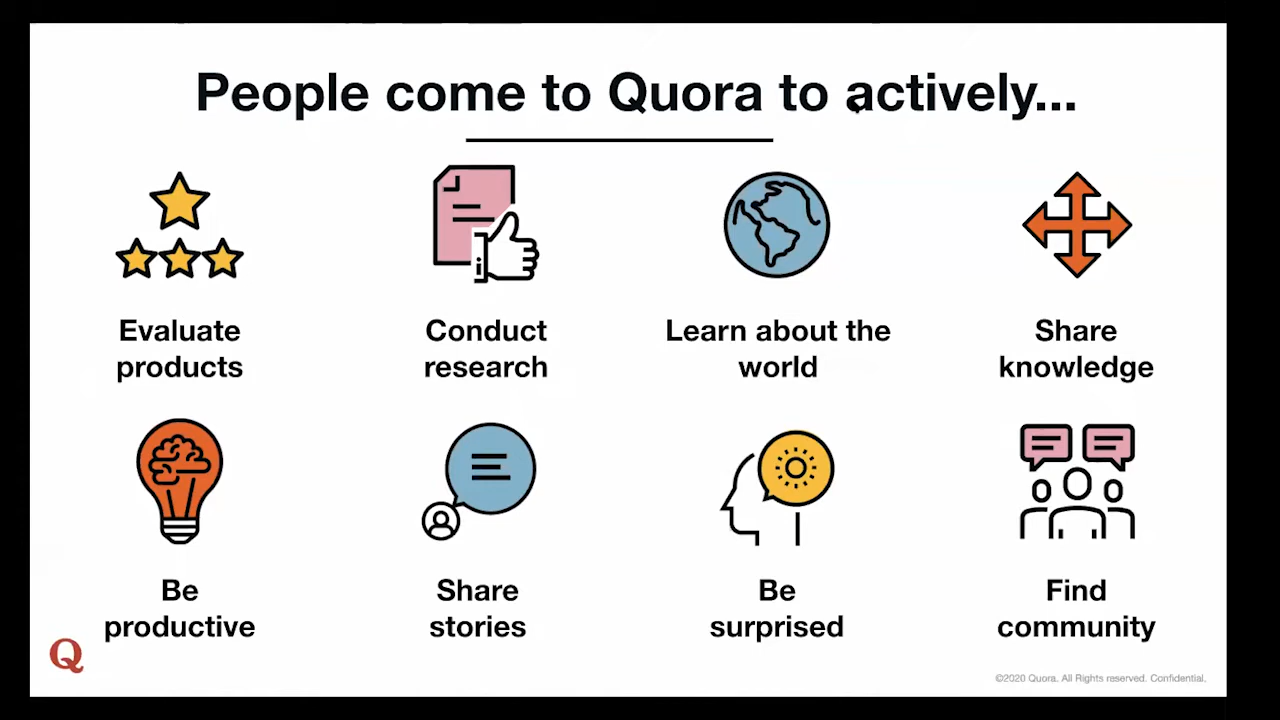 People come to Quora to actively...
Evaluate
products
Conduct
research
Learn about the
world
Share
knowledge
Be
productive
Share
stories
Be
surprised
Find
community
Q
©2020 Quora. All Rights reserved. Confidential.